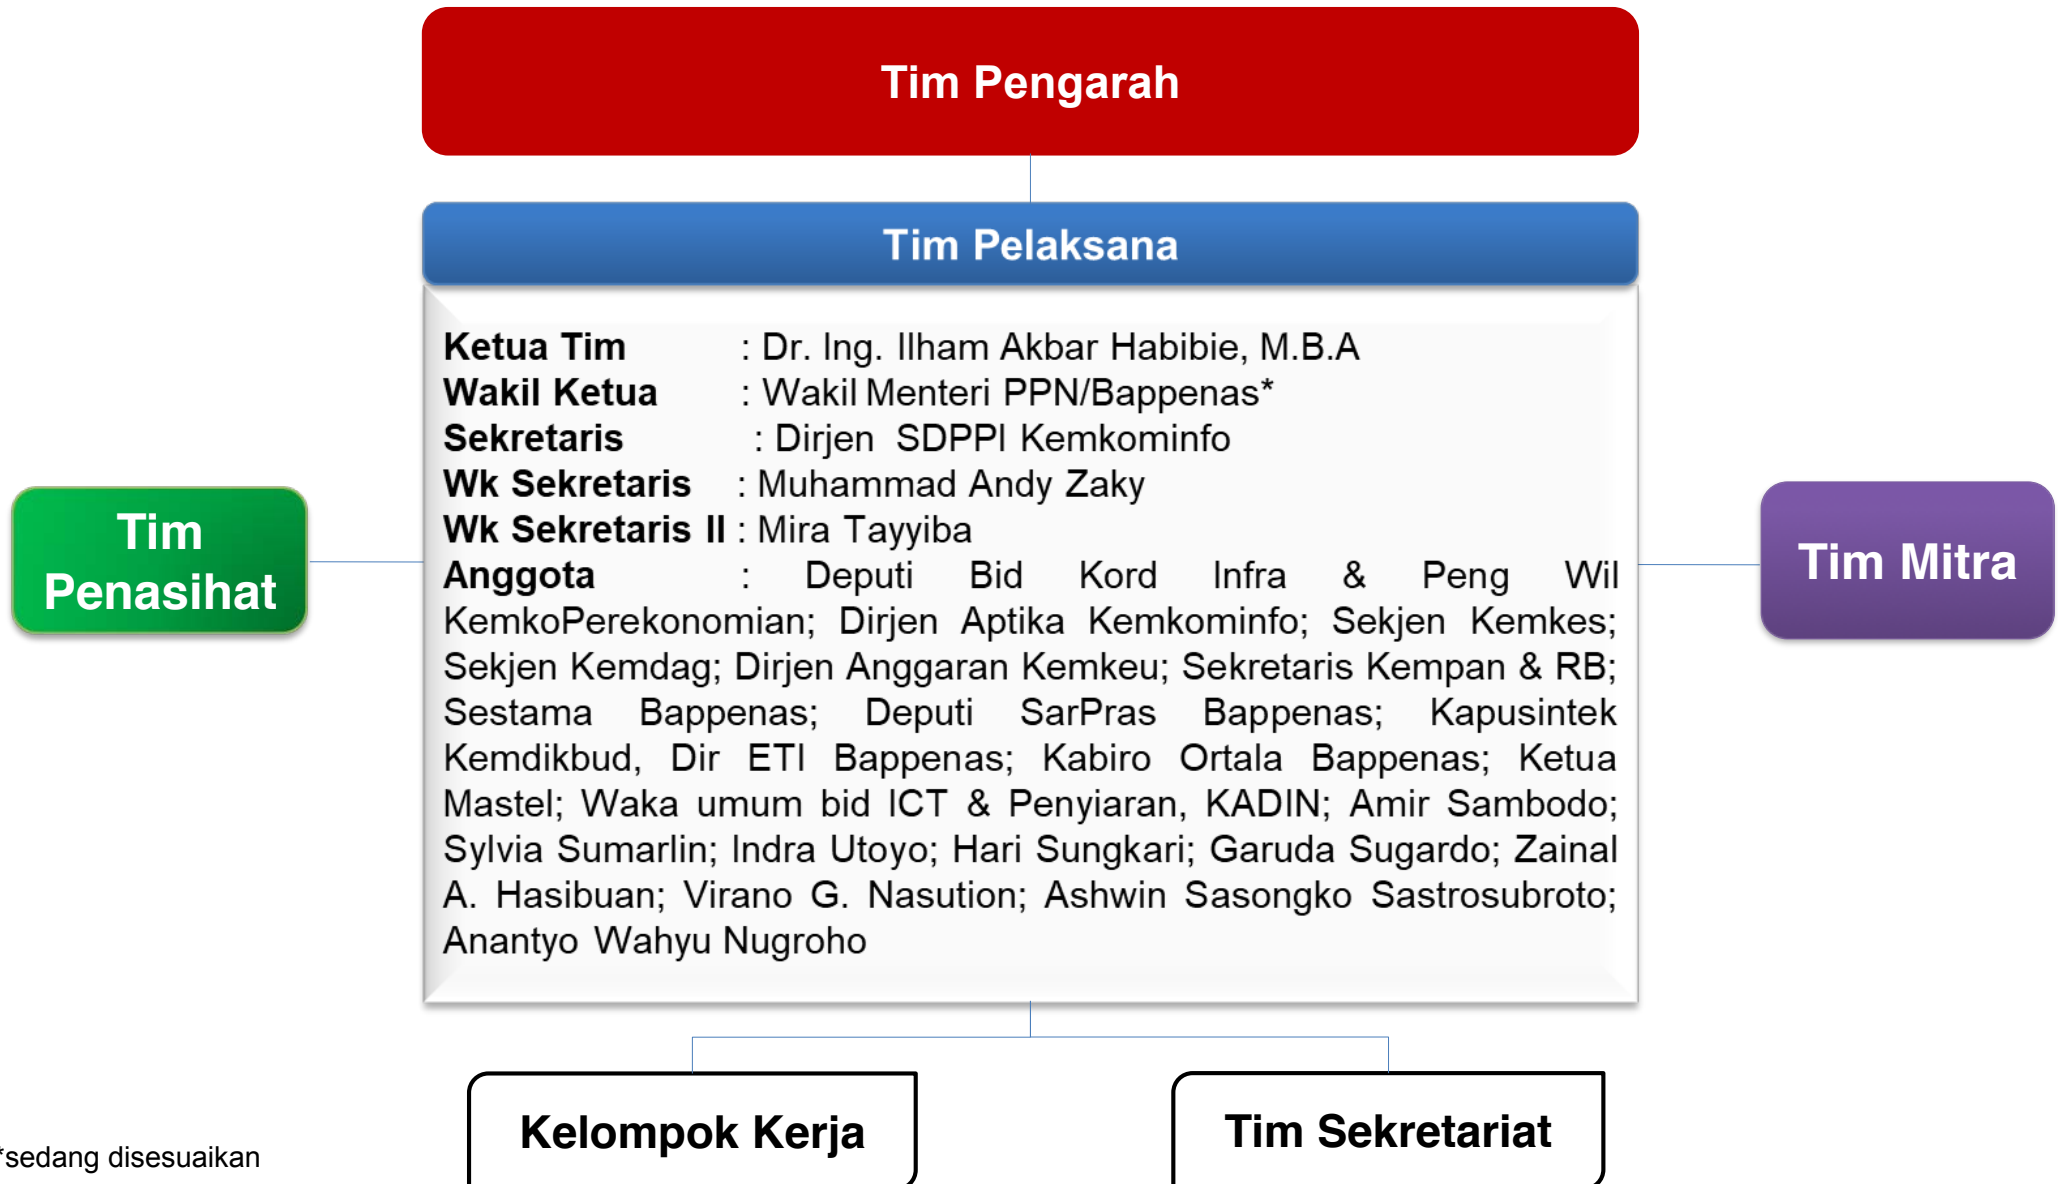 Tim Pengarah
Tim Pelaksana
Ketua Tim : Dr. Ing. Ilham Akbar Habibie, M.B.A
Wakil Ketua : Wakil Menteri PPN/Bappenas*
Sekretaris : Dirjen SDPPI Kemkominfo
Wk Sekretaris : Muhammad Andy Zaky
Wk Sekretaris II : Mira Tayyiba
Anggota : Deputi Bid Kord Infra & Peng Wil
KemkoPerekonomian; Dirjen Aptika Kemkominfo; Sekjen Kemkes;
Sekjen Kemdag; Dirjen Anggaran Kemkeu; Sekretaris Kempan & RB;
Sestama Bappenas; Deputi SarPras Bappenas; Kapusintek
Kemdikbud, Dir ETI Bappenas; Kabiro Ortala Bappenas; Ketua
Mastel; Waka umum bid ICT & Penyiaran, KADIN; Amir Sambodo;
Sylvia Sumarlin; Indra Utoyo; Hari Sungkari; Garuda Sugardo; Zainal
A. Hasibuan; Virano G. Nasution; Ashwin Sasongko Sastrosubroto;
Anantyo Wahyu Nugroho
Tim
Penasihat
Tim Mitra
Kelompok Kerja
Tim Sekretariat
*sedang disesuaikan